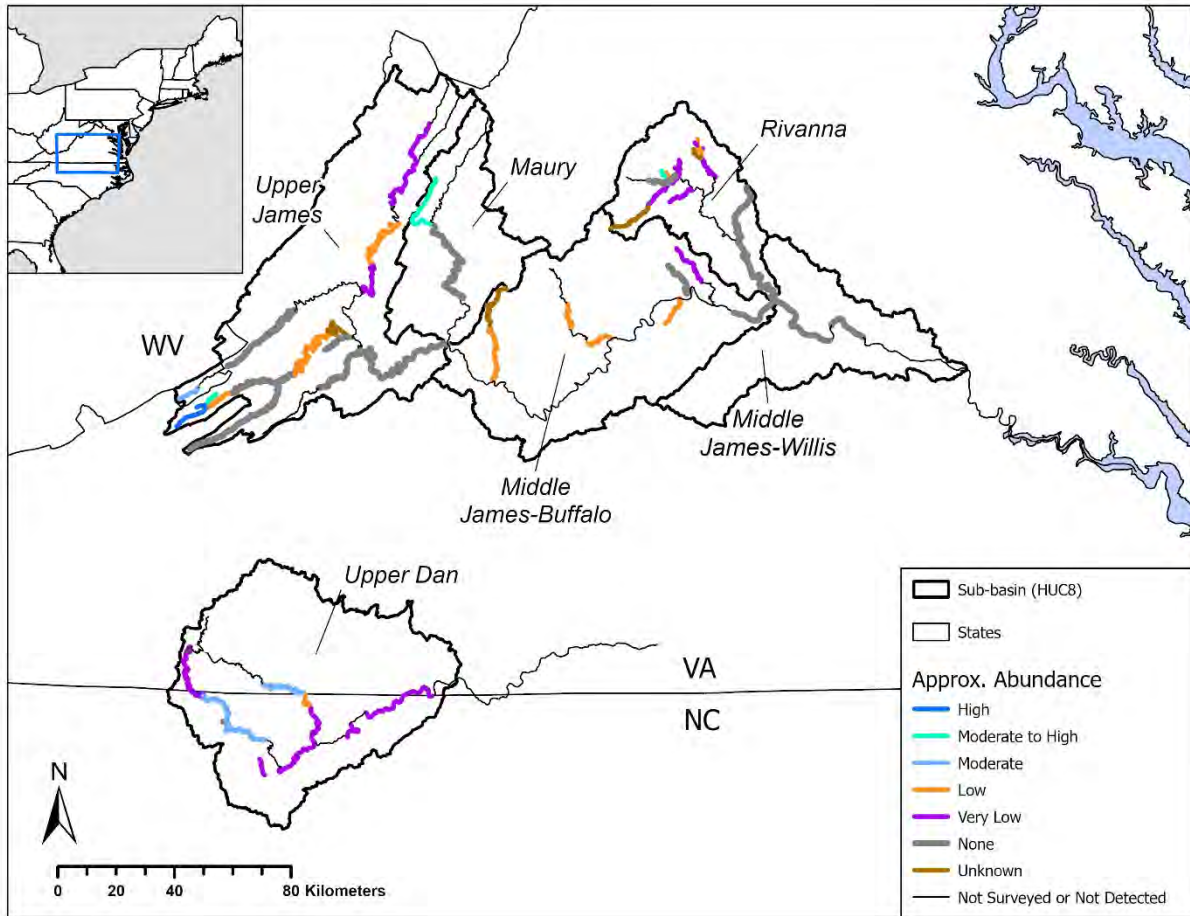 Rivanna
Maury
Upper
James
WV
Middle
James-Willis
Middle
James-Buffalo
Upper Dan
VA
NC
N
0 20 40 80 Kilometers
Sub-basin (HUC8)
States
Approx. Abundance
High
Moderate to High
Moderate
Low
Very Low
None
Unknown
Not Surveyed or Not Detected